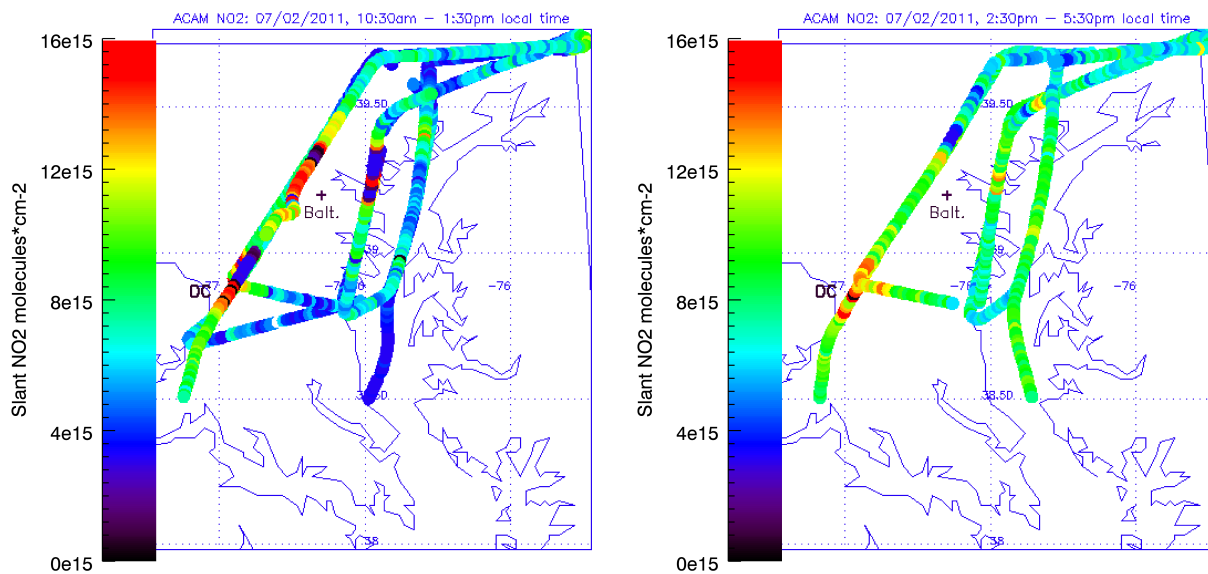 ACAM NO2: 07/02/2011, 10:30am – 1:30pm local time
16e15
12e15
8e15
4e15
0e15
Slant NO2 molecules*cm-2
39.50
+
Balt.
39
-77
-76
DC
38.50
38
ACAM NO2: 07/02/2011, 2:30pm – 5:30pm local time
16e15
12e15
8e15
4e15
0e15
Slant NO2 molecules*cm-2
39.50
+
Balt.
39
-77
-76
DC
38.50
38